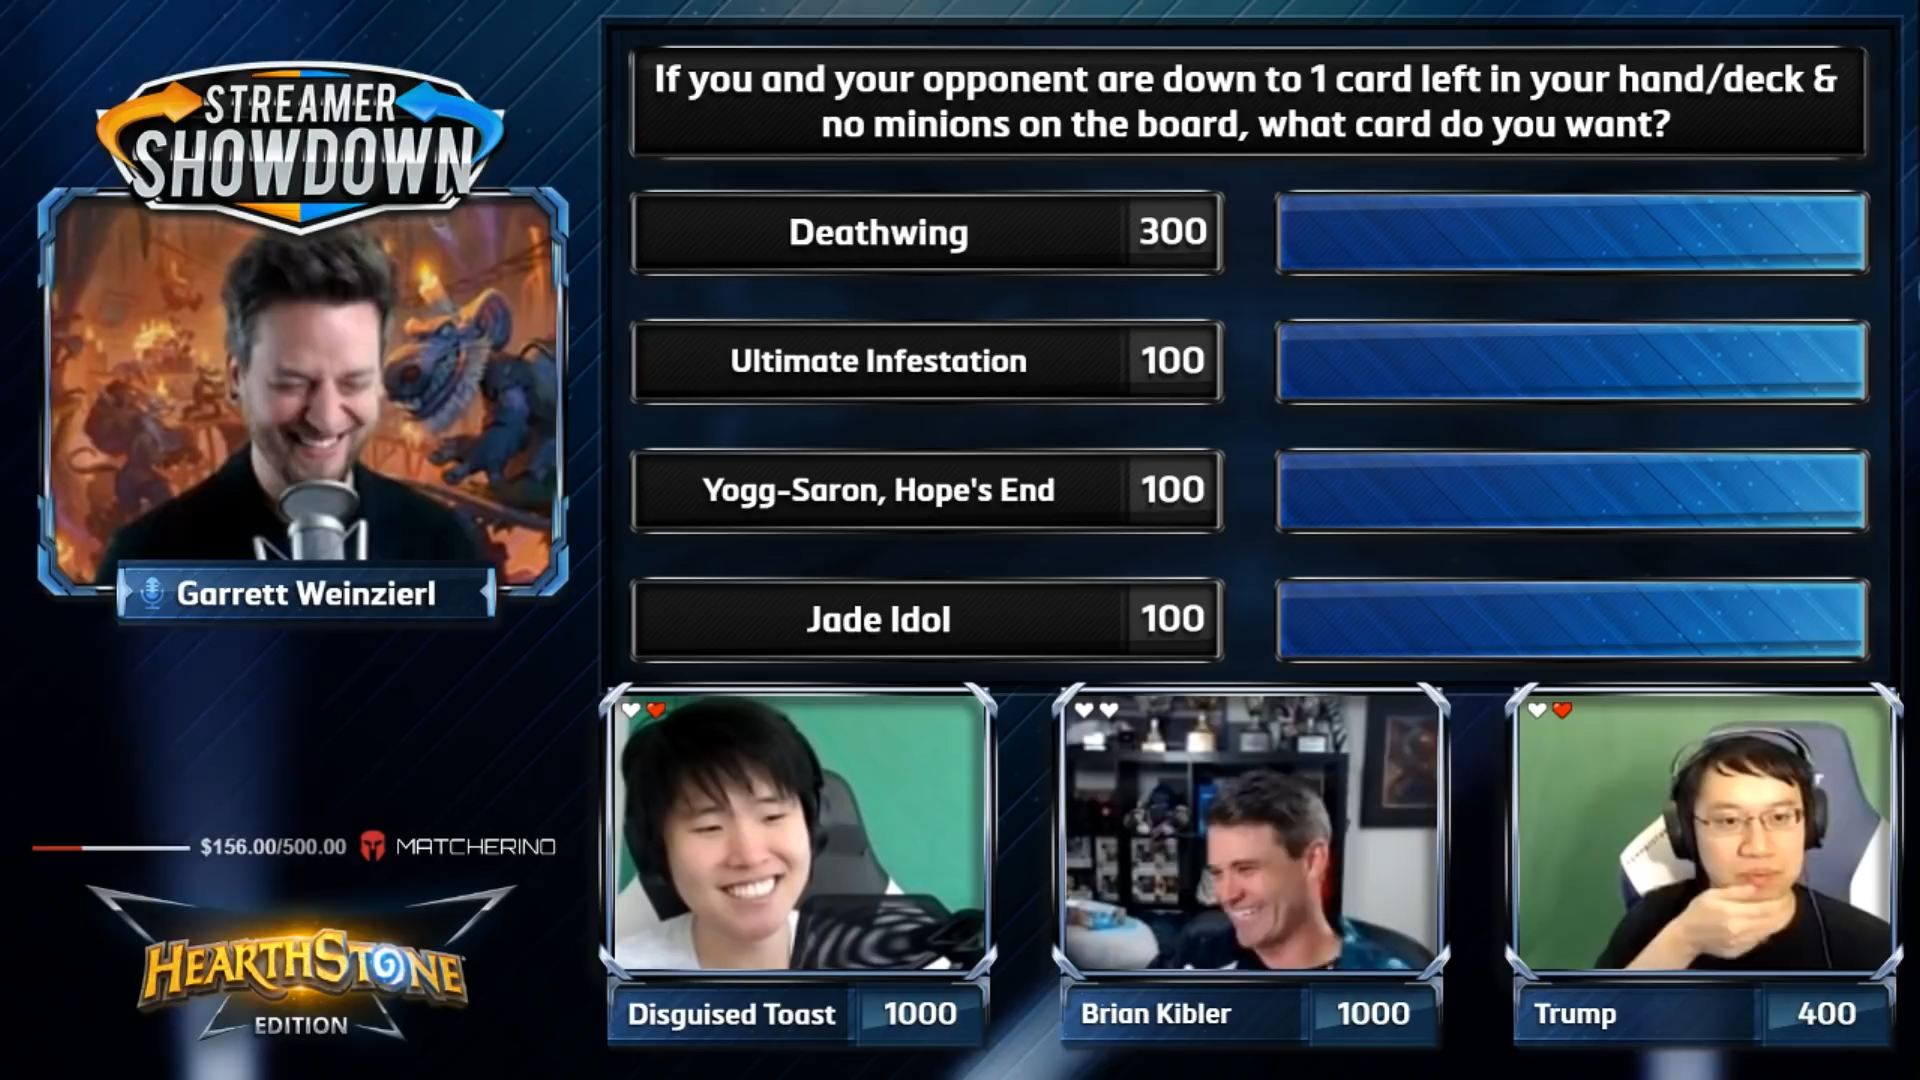 STREAMER
SHOWDOWN
Garrett Weinzierl
$156.00/500.00 MATCHERINO
HEARTHSTONE
EDITION
If you and your opponent are down to 1 card left in your hand/deck &
no minions on the board, what card do you want?
Deathwing 300
Ultimate Infestation 100
Yogg-Saron, Hope's End 100
Jade Idol 100
Disguised Toast 1000
Brian Kibler 1000
Trump 400